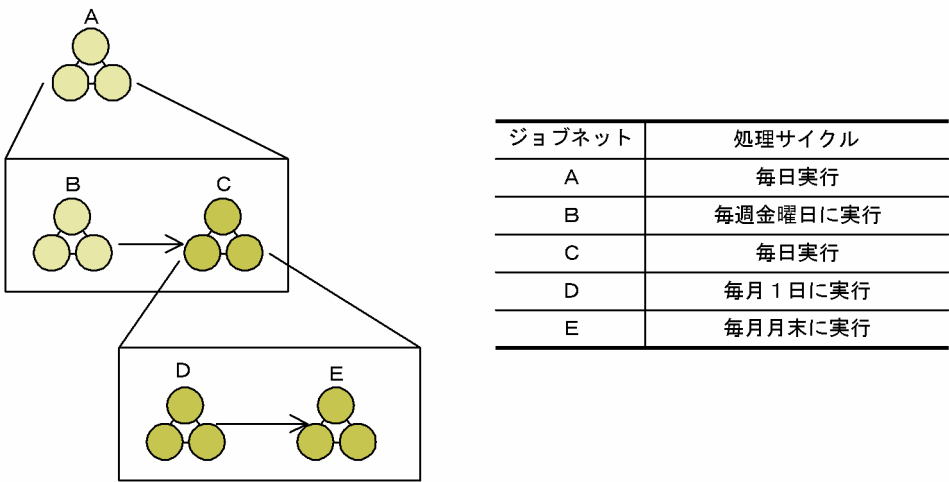 A
B C
D E
ジョブネット 処理サイクル
A 毎日実行
B 毎週金曜日に実行
C 毎日実行
D 毎月1日に実行
E 毎月月末に実行